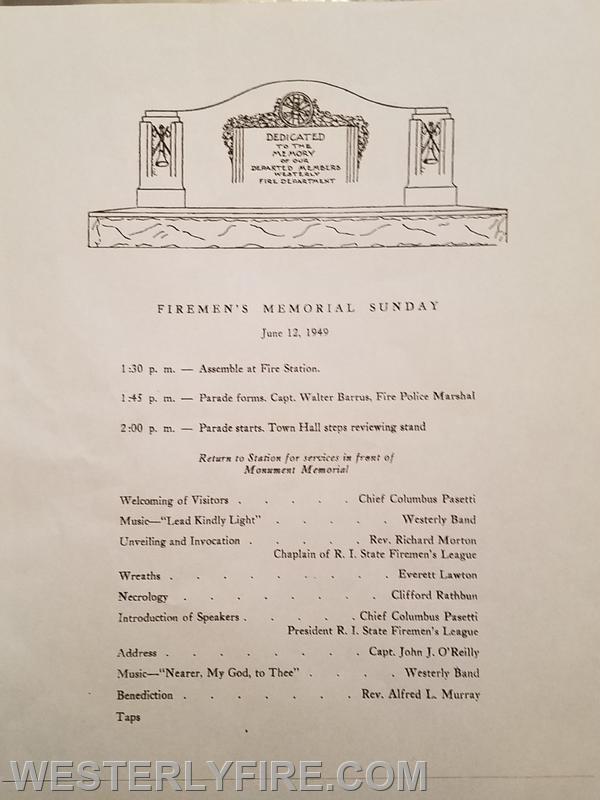 DEDICATED
TO THE
MEMORY
OF OUR
DEPARTED MEMBERS
WESTERLY
FIRE DEPARTMENT
FIREMEN'S MEMORIAL SUNDAY
June 12, 1949
1:30 p. m. — Assemble at Fire Station.
1:45 p. m. — Parade forms. Capt. Walter Barrus, Fire Police Marshal
2:00 p. m. — Parade starts. Town Hall steps reviewing stand
Return to Station for services in front of
Monument Memorial
Welcoming of Visitors . . . . . Chief Columbus Pasetti
Music—"Lead Kindly Light" . . . . . Westerly Band
Unveiling and Invocation . . . . . Rev. Richard Morton
Chaplain of R. I. State Firemen's League
Wreaths . . . . . . . . . Everett Lawton
Necrology . . . . . . . . Clifford Rathbun
Introduction of Speakers . . . . . Chief Columbus Pasetti
President R. I. State Firemen's League
Address . . . . . . . . Capt. John J. O'Reilly
Music—"Nearer, My God, to Thee" . . . . Westerly Band
Benediction . . . . . . . Rev. Alfred L. Murray
Taps
WESTERLYFIRE.COM